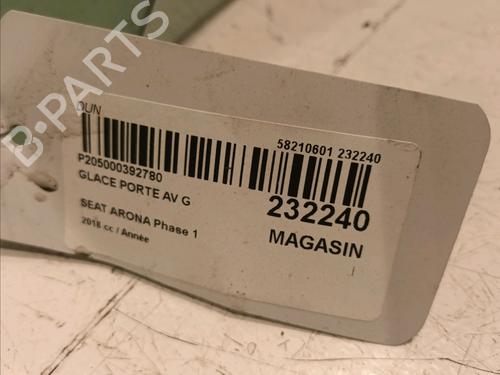 B-PARTS
DUN
P205000392780
GLACE PORTE AV G
SEAT ARONA Phase 1
2018 cc / Année
58210601 232240
232240
MAGASIN